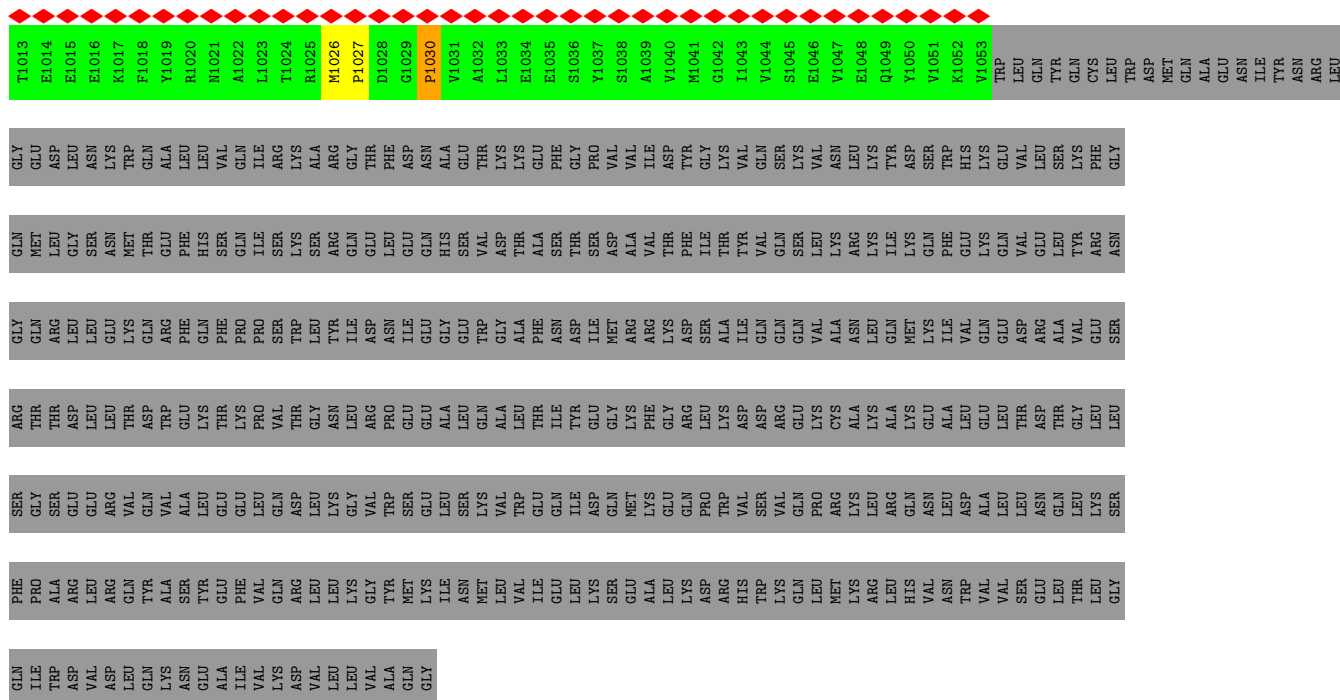 T1013 E1014 E1015 E1016 K1017 F1018 Y1019 R1020 N1021 A1022 L1023 T1024 R1025 M1026 P1027 D1028 G1029 P1030 V1031 A1032 L1033 E1034 E1035 S1036 Y1037 S1038 A1039 V1040 M1041 G1042 I1043 V1044 S1045 E1046 V1047 E1048 Q1049 Y1050 V1051 K1052 V1053 TRP LEU GLN TYR GLN CYS LEU TRP ASP MET GLN ALA GLU ASN ILE TYR ASN ARG LEU
GLY GLU ASP LEU ASN LYS TRP GLN ALA LEU LEU VAL GLN ILE ARG LYS ALA ARG GLY THR PHE ASP ASN ALA GLU THR LYS LYS GLU PHE GLY PRO VAL VAL ILE ASP TYR GLY LYS VAL GLN SER LYS VAL ASN LEU LYS TYR ASP SER TRP HIS LYS GLU VAL LEU SER LYS PHE GLY
GLN MET LEU GLY SER ASN MET THR GLU PHE HIS SER GLN ILE SER LYS SER ARG GLN GLU LEU GLU GLN HIS SER VAL ASP THR ALA SER THR SER ASP ALA VAL THR PHE ILE THR TYR VAL GLN SER LEU LYS ARG LYS ILE LYS GLN PHE GLU LYS GLN VAL GLU LEU TYR ARG ASN
GLY GLN ARG LEU LEU GLU LYS GLN ARG PHE GLN PHE PRO PRO SER TRP LEU TYR ILE ASP ASN ILE GLU GLY GLU TRP GLY ALA PHE ASN ASP ILE MET ARG ARG LYS ASP SER ALA ILE GLN GLN GLN VAL ALA ASN LEU GLN MET LYS ILE VAL GLN GLU ASP ARG ALA VAL GLU SER
ARG THR THR ASP LEU LEU THR ASP TRP GLU LYS THR LYS PRO VAL THR GLY ASN LEU ARG PRO GLU GLU ALA LEU GLN ALA LEU THR ILE TYR GLU GLY LYS PHE GLY ARG LEU LYS ASP ASP ARG GLU LYS CYS ALA LYS ALA LYS GLU ALA LEU GLU LEU THR ASP THR GLY LEU LEU
SER GLY SER GLU GLU ARG VAL GLN VAL ALA LEU GLU GLU LEU GLN ASP LEU LYS GLY VAL TRP SER GLU LEU SER LYS VAL TRP GLU GLN ILE ASP GLN MET LYS GLU GLN PRO TRP VAL SER VAL GLN PRO ARG LYS LEU ARG GLN ASN LEU ASP ALA LEU LEU ASN GLN LEU LYS SER
PHE PRO ALA ARG LEU ARG GLN TYR ALA SER TYR GLU PHE VAL GLN ARG LEU LEU LYS GLY TYR MET LYS ILE ASN MET LEU VAL ILE GLU LEU LYS SER GLU ALA LEU LYS ASP ARG HIS TRP LYS GLN LEU MET LYS ARG LEU HIS VAL ASN TRP VAL VAL SER GLU LEU THR LEU GLY
GLN ILE TRP ASP VAL ASP LEU GLN LYS ASN GLU ALA ILE VAL LYS ASP VAL LEU LEU VAL ALA GLN GLY